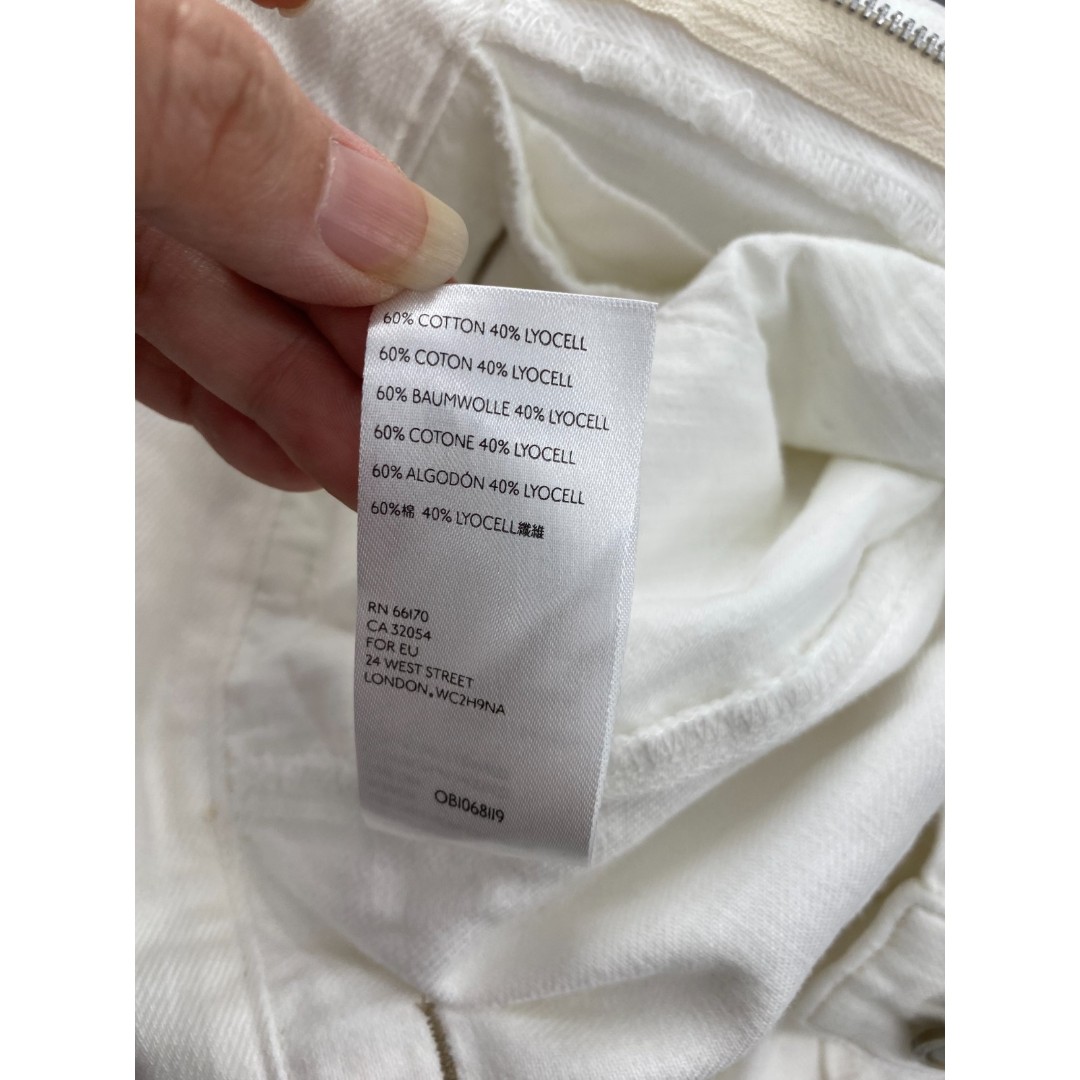 60% COTTON 40% LYOCELL
60% COTON 40% LYOCELL
60% BAUMWOLLE 40% LYOCELL
60% COTONE 40% LYOCELL
60% ALGODÓN 40% LYOCELL
60%棉 40% LYOCELL纖維
RN 66170
CA 32054
FOR EU
24 WEST STREET
LONDON, WC2H9NA
OB1068119